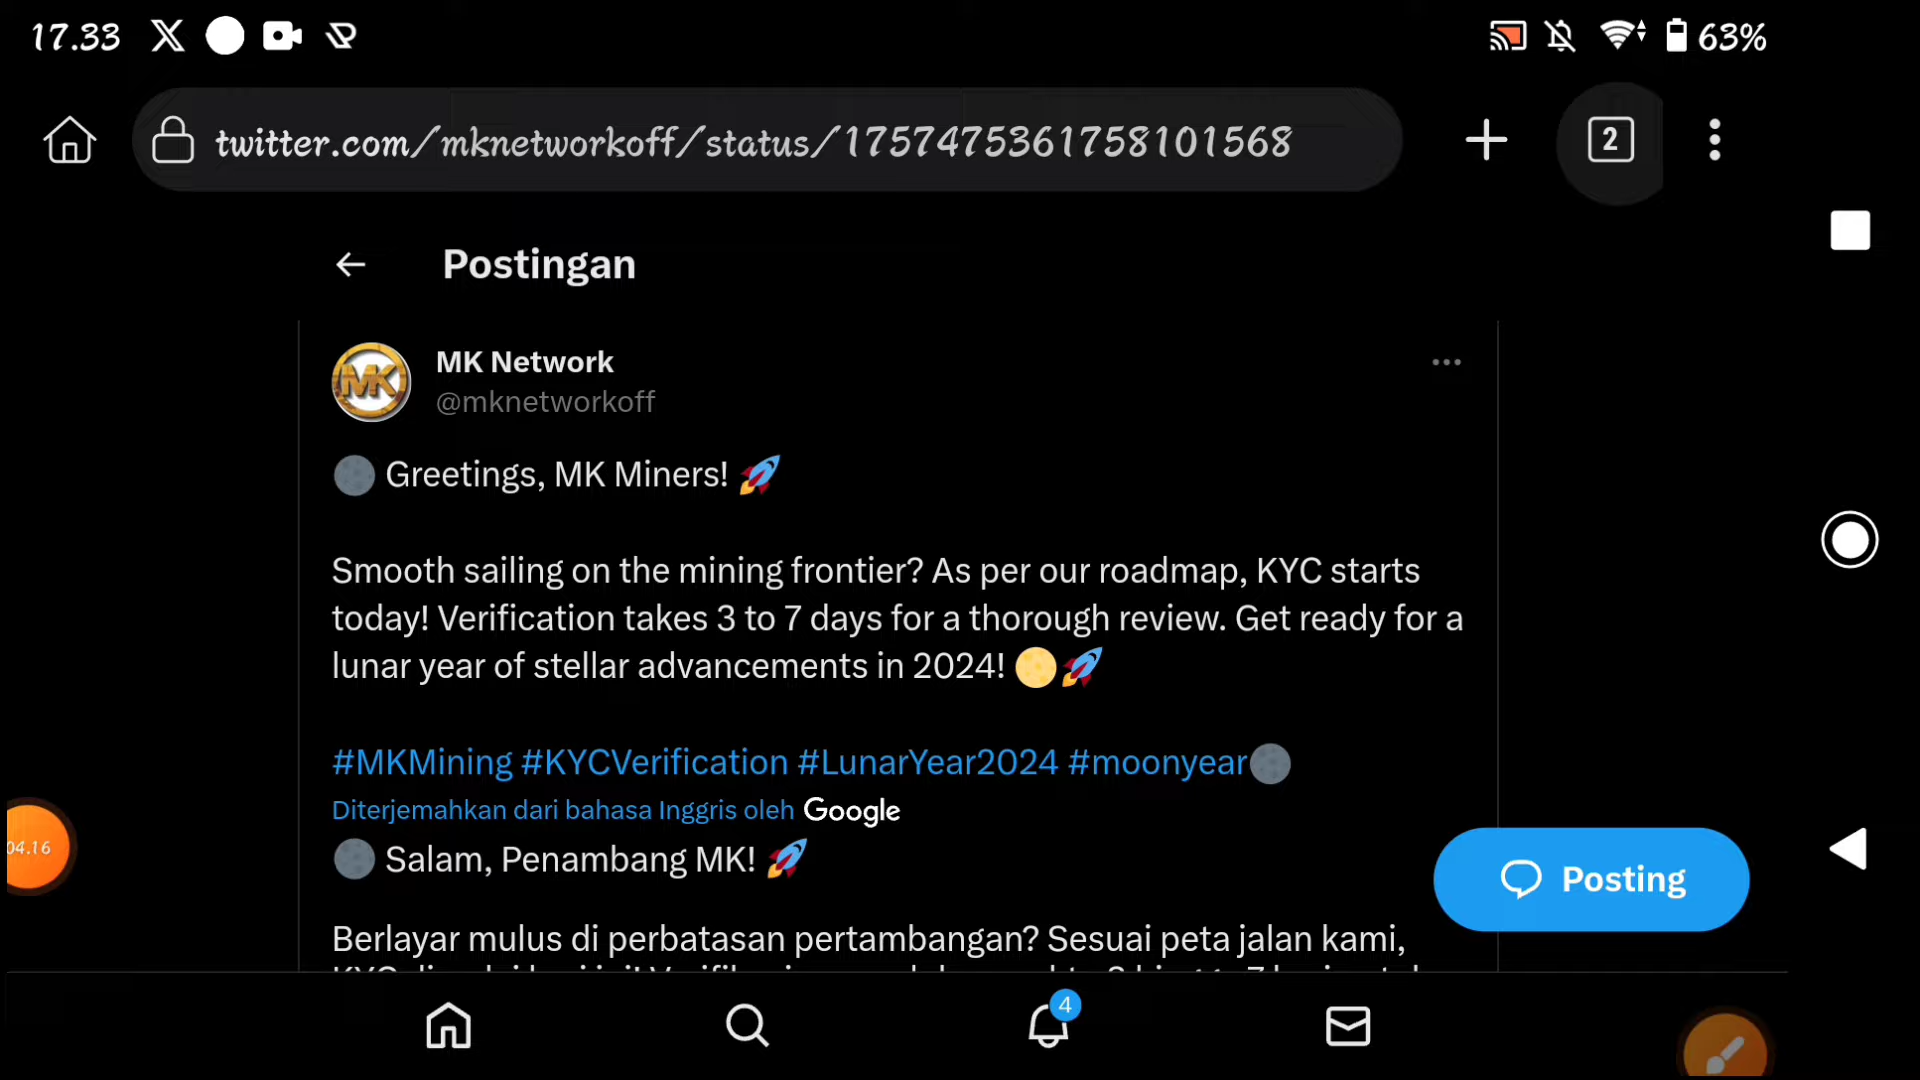 17.33
63%
twitter.com/mknetworkoff/status/1757475361758101568
2
Postingan
MK
MK Network
@mknetworkoff
Greetings, MK Miners!
Smooth sailing on the mining frontier? As per our roadmap, KYC starts
today! Verification takes 3 to 7 days for a thorough review. Get ready for a
lunar year of stellar advancements in 2024!
#MKMining #KYCVerification #LunarYear2024 #moonyear
Diterjemahkan dari bahasa Inggris oleh Google
04.16
Salam, Penambang MK!
Posting
Berlayar mulus di perbatasan pertambangan? Sesuai peta jalan kami,
4